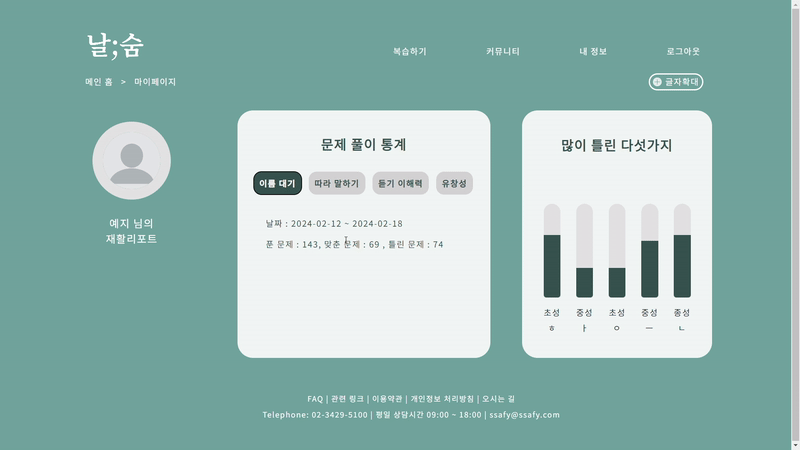 날;숨
복습하기 커뮤니티 내 정보 로그아웃
메인 홈 > 마이페이지
글자확대
예지 님의
재활리포트
문제 풀이 통계
이름 대기 따라 말하기 듣기 이해력 유창성
날짜 : 2024-02-12 ~ 2024-02-18
푼 문제 : 143, 맞춘 문제 : 69 , 틀린 문제 : 74
많이 틀린 다섯가지
초성 중성 초성 중성 종성
ㅎ ㅏ ㅇ ㅡ ㄴ
FAQ | 관련 링크 | 이용약관 | 개인정보 처리방침 | 오시는 길
Telephone: 02-3429-5100 | 평일 상담시간 09:00 ~ 18:00 | ssafy@ssafy.com